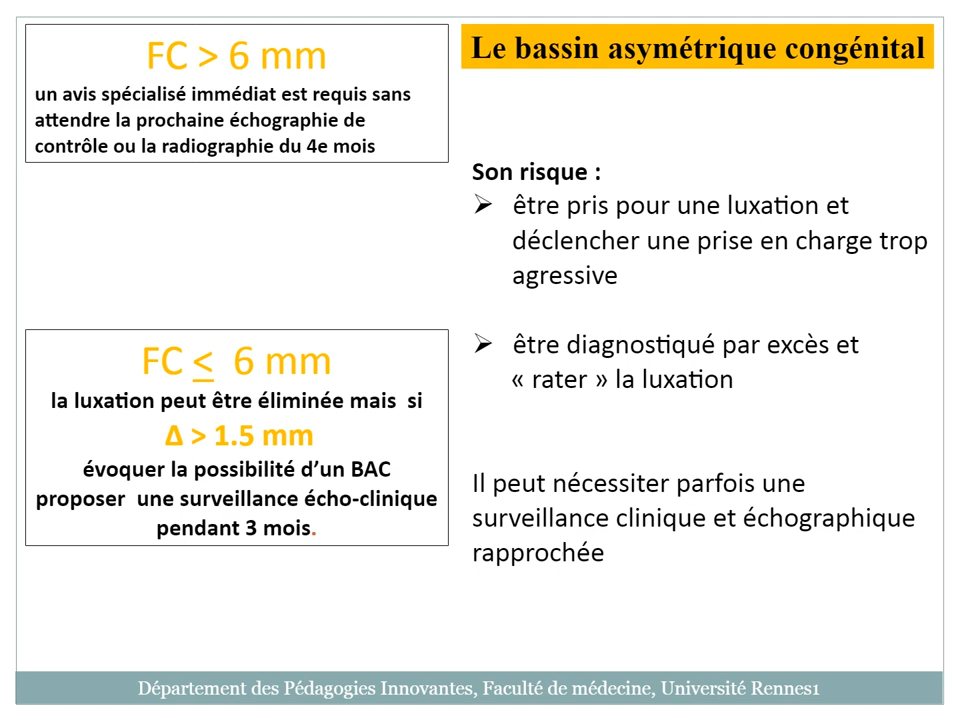 FC > 6 mm
un avis spécialisé immédiat est requis sans
attendre la prochaine échographie de
contrôle ou la radiographie du 4e mois
FC ≤ 6 mm
la luxation peut être éliminée mais si
Δ > 1.5 mm
évoquer la possibilité d’un BAC
proposer une surveillance écho-clinique
pendant 3 mois.
Le bassin asymétrique congénital
Son risque :
➢ être pris pour une luxation et
déclencher une prise en charge trop
agressive
➢ être diagnostiqué par excès et
« rater » la luxation
Il peut nécessiter parfois une
surveillance clinique et échographique
rapprochée
Département des Pédagogies Innovantes, Faculté de médecine, Université Rennes1